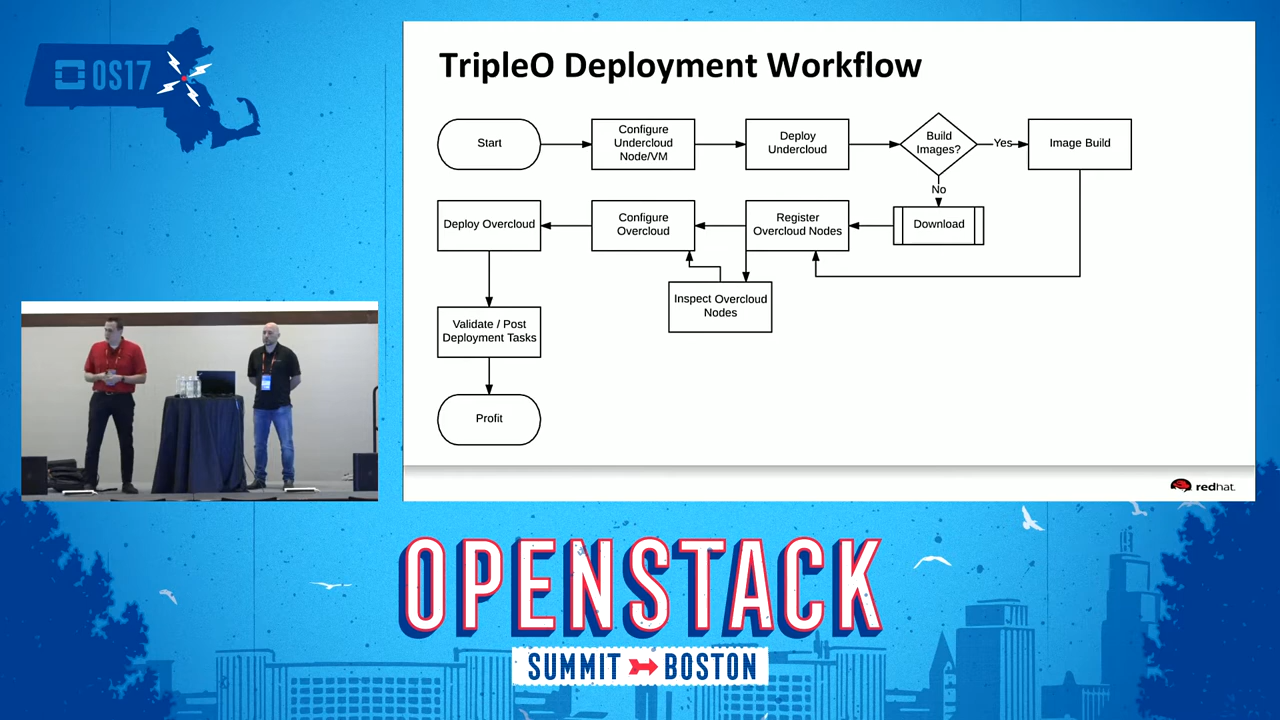 OS17
TripleO Deployment Workflow
Start
Configure
Undercloud
Node/VM
Deploy
Undercloud
Build
Images?
Yes
Image Build
No
Deploy Overcloud
Configure
Overcloud
Register
Overcloud Nodes
Download
Inspect Overcloud
Nodes
Validate / Post
Deployment Tasks
Profit
redhat.
OPENSTACK
SUMMIT BOSTON